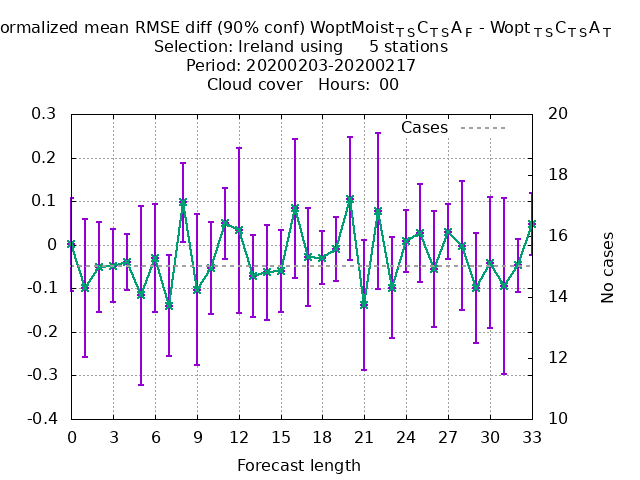 ormalized mean RMSE diff (90% conf) WoptMoistTSCTSAF - WoptTSCTSAT
Selection: Ireland using 5 stations
Period: 20200203-20200217
Cloud cover Hours: 00
Cases
0.3
0.2
0.1
0
-0.1
-0.2
-0.3
-0.4
20
18
16
14
12
10
No cases
0 3 6 9 12 15 18 21 24 27 30 33
Forecast length